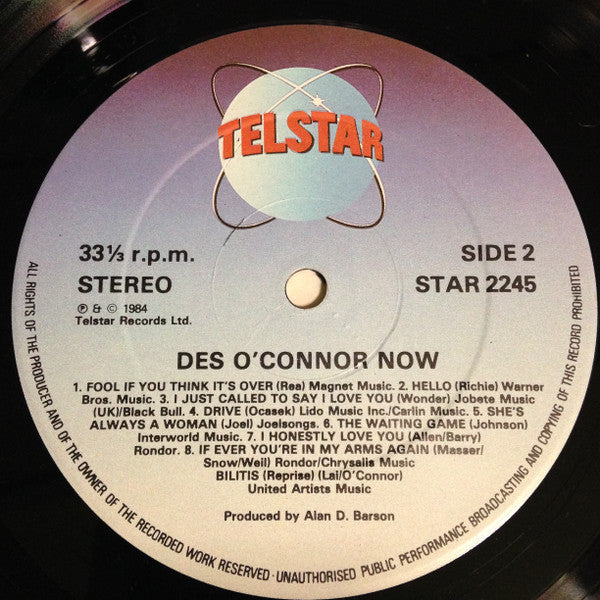 TELSTAR
33⅓ r.p.m.
STEREO
℗ & © 1984
Telstar Records Ltd.
SIDE 2
STAR 2245
DES O'CONNOR NOW
1. FOOL IF YOU THINK IT'S OVER (Rea) Magnet Music. 2. HELLO (Richie) Warner
Bros. Music. 3. I JUST CALLED TO SAY I LOVE YOU (Wonder) Jobete Music
(UK)/Black Bull. 4. DRIVE (Ocasek) Lido Music Inc./Carlin Music. 5. SHE'S
ALWAYS A WOMAN (Joel) Joelsongs. 6. THE WAITING GAME (Johnson)
Interworld Music. 7. I HONESTLY LOVE YOU (Allen/Barry)
Rondor. 8. IF EVER YOU'RE IN MY ARMS AGAIN (Masser/
Snow/Weil) Rondor/Chrysalis Music
BILITIS (Reprise) (Lai/O'Connor)
United Artists Music
Produced by Alan D. Barson
ALL RIGHTS OF THE PRODUCER AND OF THE OWNER OF THE RECORDED WORK RESERVED · UNAUTHORISED PUBLIC PERFORMANCE BROADCASTING AND COPYING OF THIS RECORD PROHIBITED